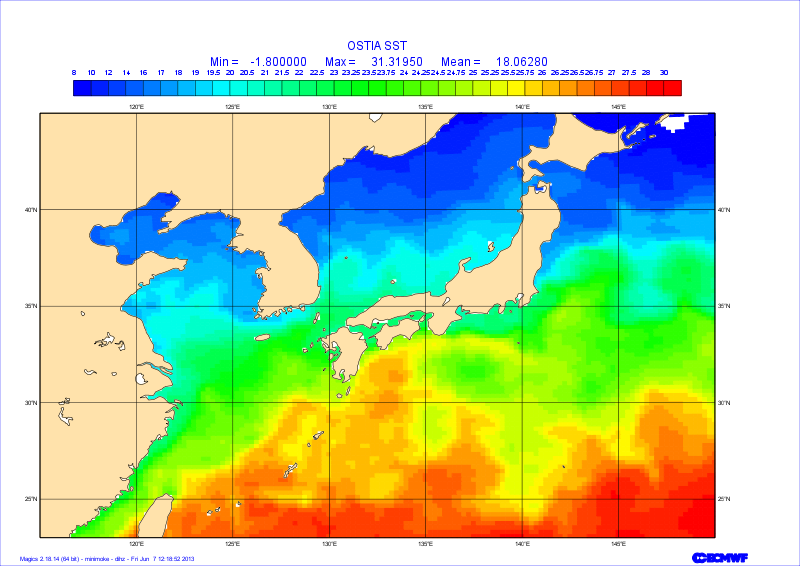 OSTIA SST
Min = -1.800000 Max= 31.31950 Mean = 18.06280
8 10 12 14 16 17 18 19 19.5 20 20.5 21 21.5 22 22.5 23 23.25 23.5 23.75 24 24.25 24.5 24.75 25 25.25 25.5 25.75 26 26.25 26.5 26.75 27 27.5 28 30
120°E 125°E 130°E 135°E 140°E 145°E
40°N 40°N
35°N 35°N
30°N 30°N
25°N 25°N
120°E 125°E 130°E 135°E 140°E 145°E
Magics 2.18.14 (64 bit) - minimoke - dihz - Fri Jun 7 12:18:52 2013
ECMWF